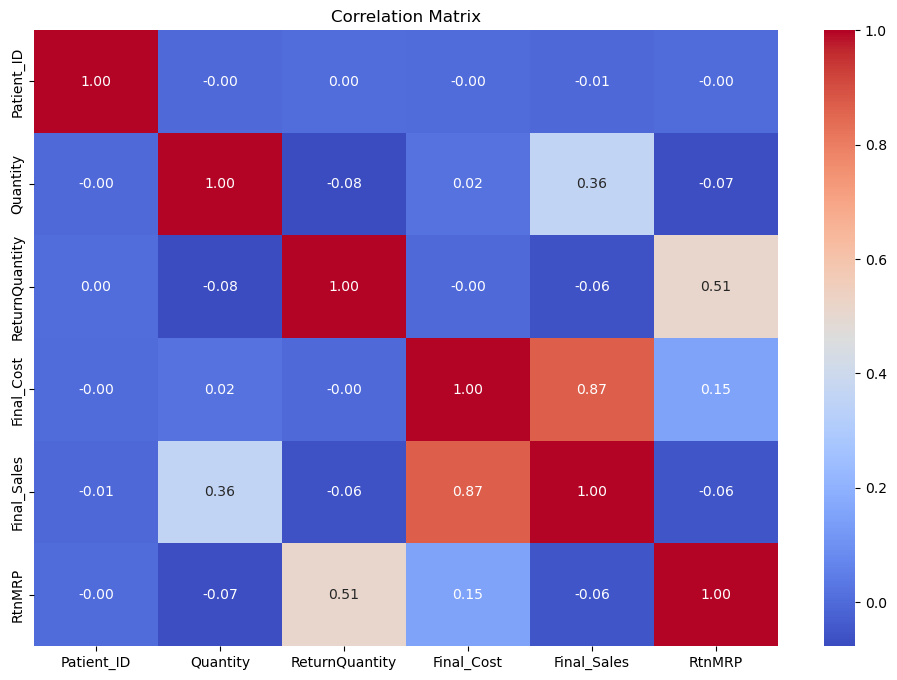 Correlation Matrix
Patient_ID 1.00 -0.00 0.00 -0.00 -0.01 -0.00
Quantity -0.00 1.00 -0.08 0.02 0.36 -0.07
ReturnQuantity 0.00 -0.08 1.00 -0.00 -0.06 0.51
Final_Cost -0.00 0.02 -0.00 1.00 0.87 0.15
Final_Sales -0.01 0.36 -0.06 0.87 1.00 -0.06
RtnMRP -0.00 -0.07 0.51 0.15 -0.06 1.00
Patient_ID Quantity ReturnQuantity Final_Cost Final_Sales RtnMRP
1.0
0.8
0.6
0.4
0.2
0.0